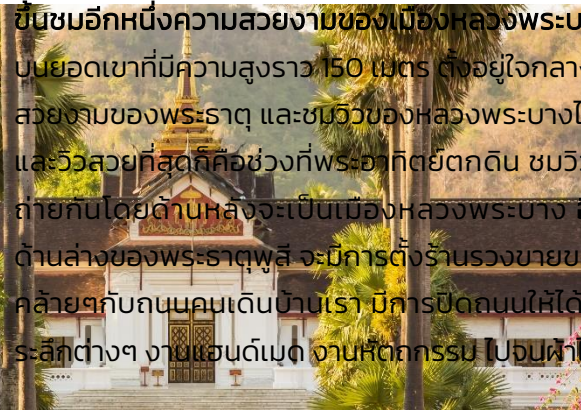 ขึ้นชมอีกหนึ่งความสวยงามของเมืองหลวงพระบ
บนยอดเขาที่มีความสูงราว 150 เมตร ตั้งอยู่ใจกลา
สวยงามของพระธาตุ และชมวิวของหลวงพระบางไ
และวิวสวยที่สุดก็คือช่วงที่พระอาทิตย์ตกดิน ชมวิ
ถ่ายกันโดยด้านหลังจะเป็นเมืองหลวงพระบาง
ด้านล่างของพระธาตุพูสี จะมีการตั้งร้านรวงขายข
คล้ายๆกับถนนคนเดินบ้านเรา มีการปิดถนนให้ได้
ระลึกต่างๆ งานแฮนด์เมด งานหัตถกรรม ไปจนผ้า